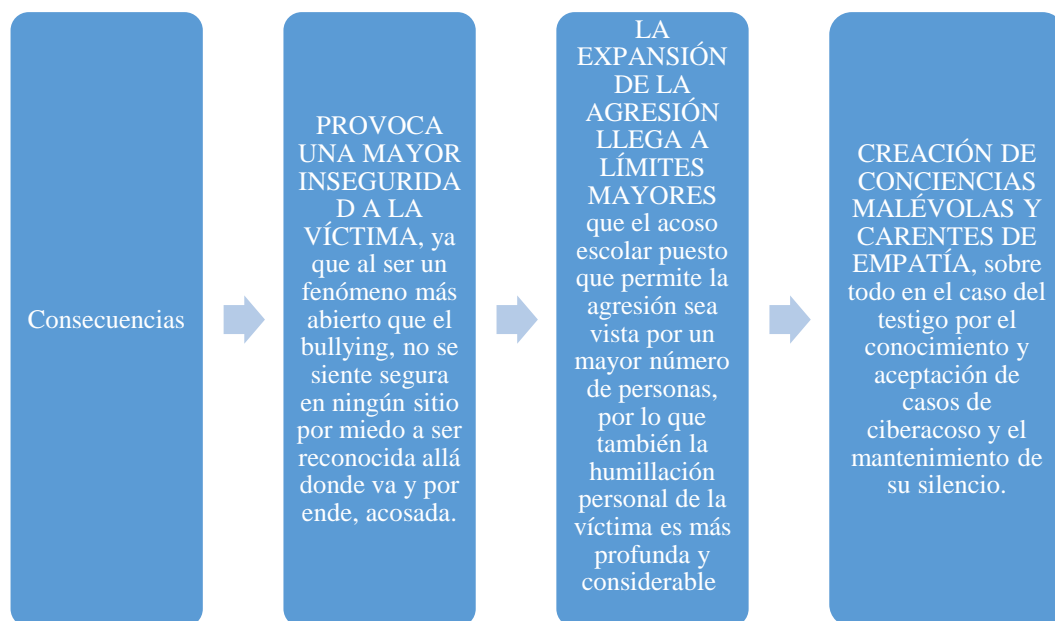 Consecuencias
PROVOCA
UNA MAYOR
INSEGURIDA
D A LA
VÍCTIMA, ya
que al ser un
fenómeno más
abierto que el
bullying, no se
siente segura
en ningún sitio
por miedo a ser
reconocida allá
donde va y por
ende, acosada.
LA
EXPANSIÓN
DE LA
AGRESIÓN
LLEGA A
LÍMITES
MAYORES
que el acoso
escolar puesto
que permite la
agresión sea
vista por un
mayor número
de personas,
por lo que
también la
humillación
personal de la
víctima es más
profunda y
considerable
CREACIÓN DE
CONCIENCIAS
MALÉVOLAS Y
CARENTES DE
EMPATÍA, sobre
todo en el caso del
testigo por el
conocimiento y
aceptación de
casos de
ciberacoso y el
mantenimiento de
su silencio.